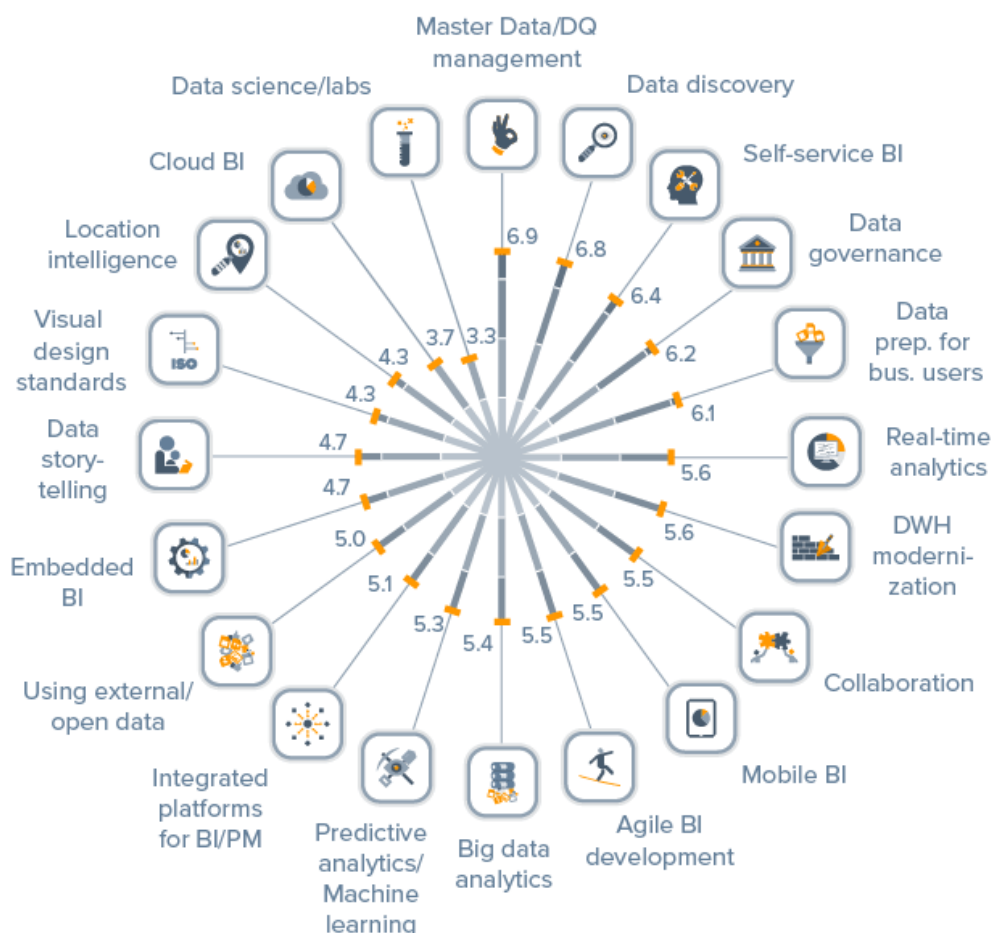 Master Data/DQ
management
Data discovery
Self-service BI
Data
governance
Data
prep. for
bus. users
Real-time
analytics
DWH
moderni-
zation
Collaboration
Mobile BI
Agile BI
development
Big data
analytics
Predictive
analytics/
Machine
learning
Integrated
platforms
for BI/PM
Using external/
open data
Embedded
BI
Data
story-
telling
Visual
design
standards
ISO
Location
intelligence
Cloud BI
Data science/labs
6.9
6.8
6.4
6.2
6.1
5.6
5.6
5.5
5.5
5.5
5.4
5.3
5.1
5.0
4.7
4.7
4.3
4.3
3.7
3.3